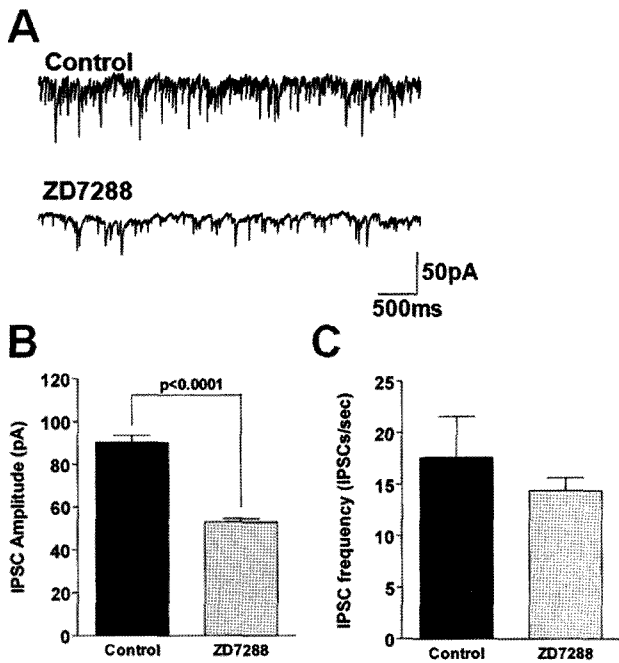 A
Control
ZD7288
50pA
500ms
B
p<0.0001
IPSC Amplitude (pA)
120
100
80
60
40
20
0
Control
ZD7288
C
IPSC frequency (IPSCs/sec)
25
20
15
10
5
0
Control
ZD7288